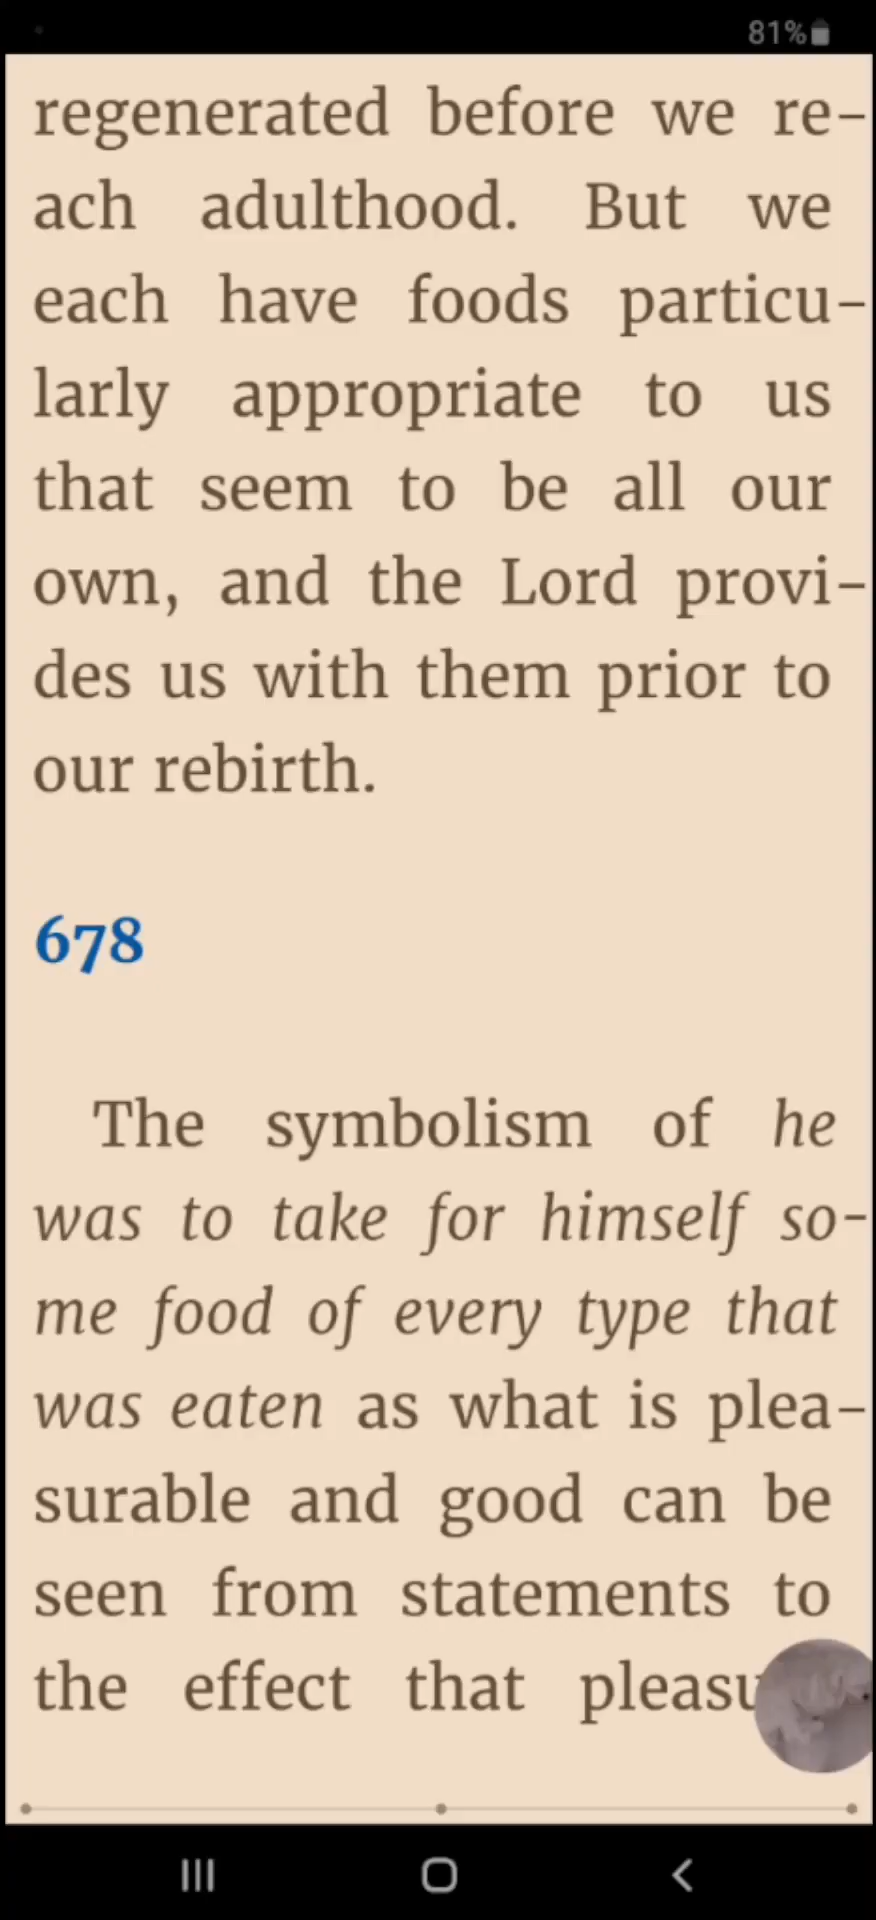 81%
regenerated before we re-
ach adulthood. But we
each have foods particu-
larly appropriate to us
that seem to be all our
own, and the Lord provi-
des us with them prior to
our rebirth.
678
The symbolism of he
was to take for himself so-
me food of every type that
was eaten as what is plea-
surable and good can be
seen from statements to
the effect that